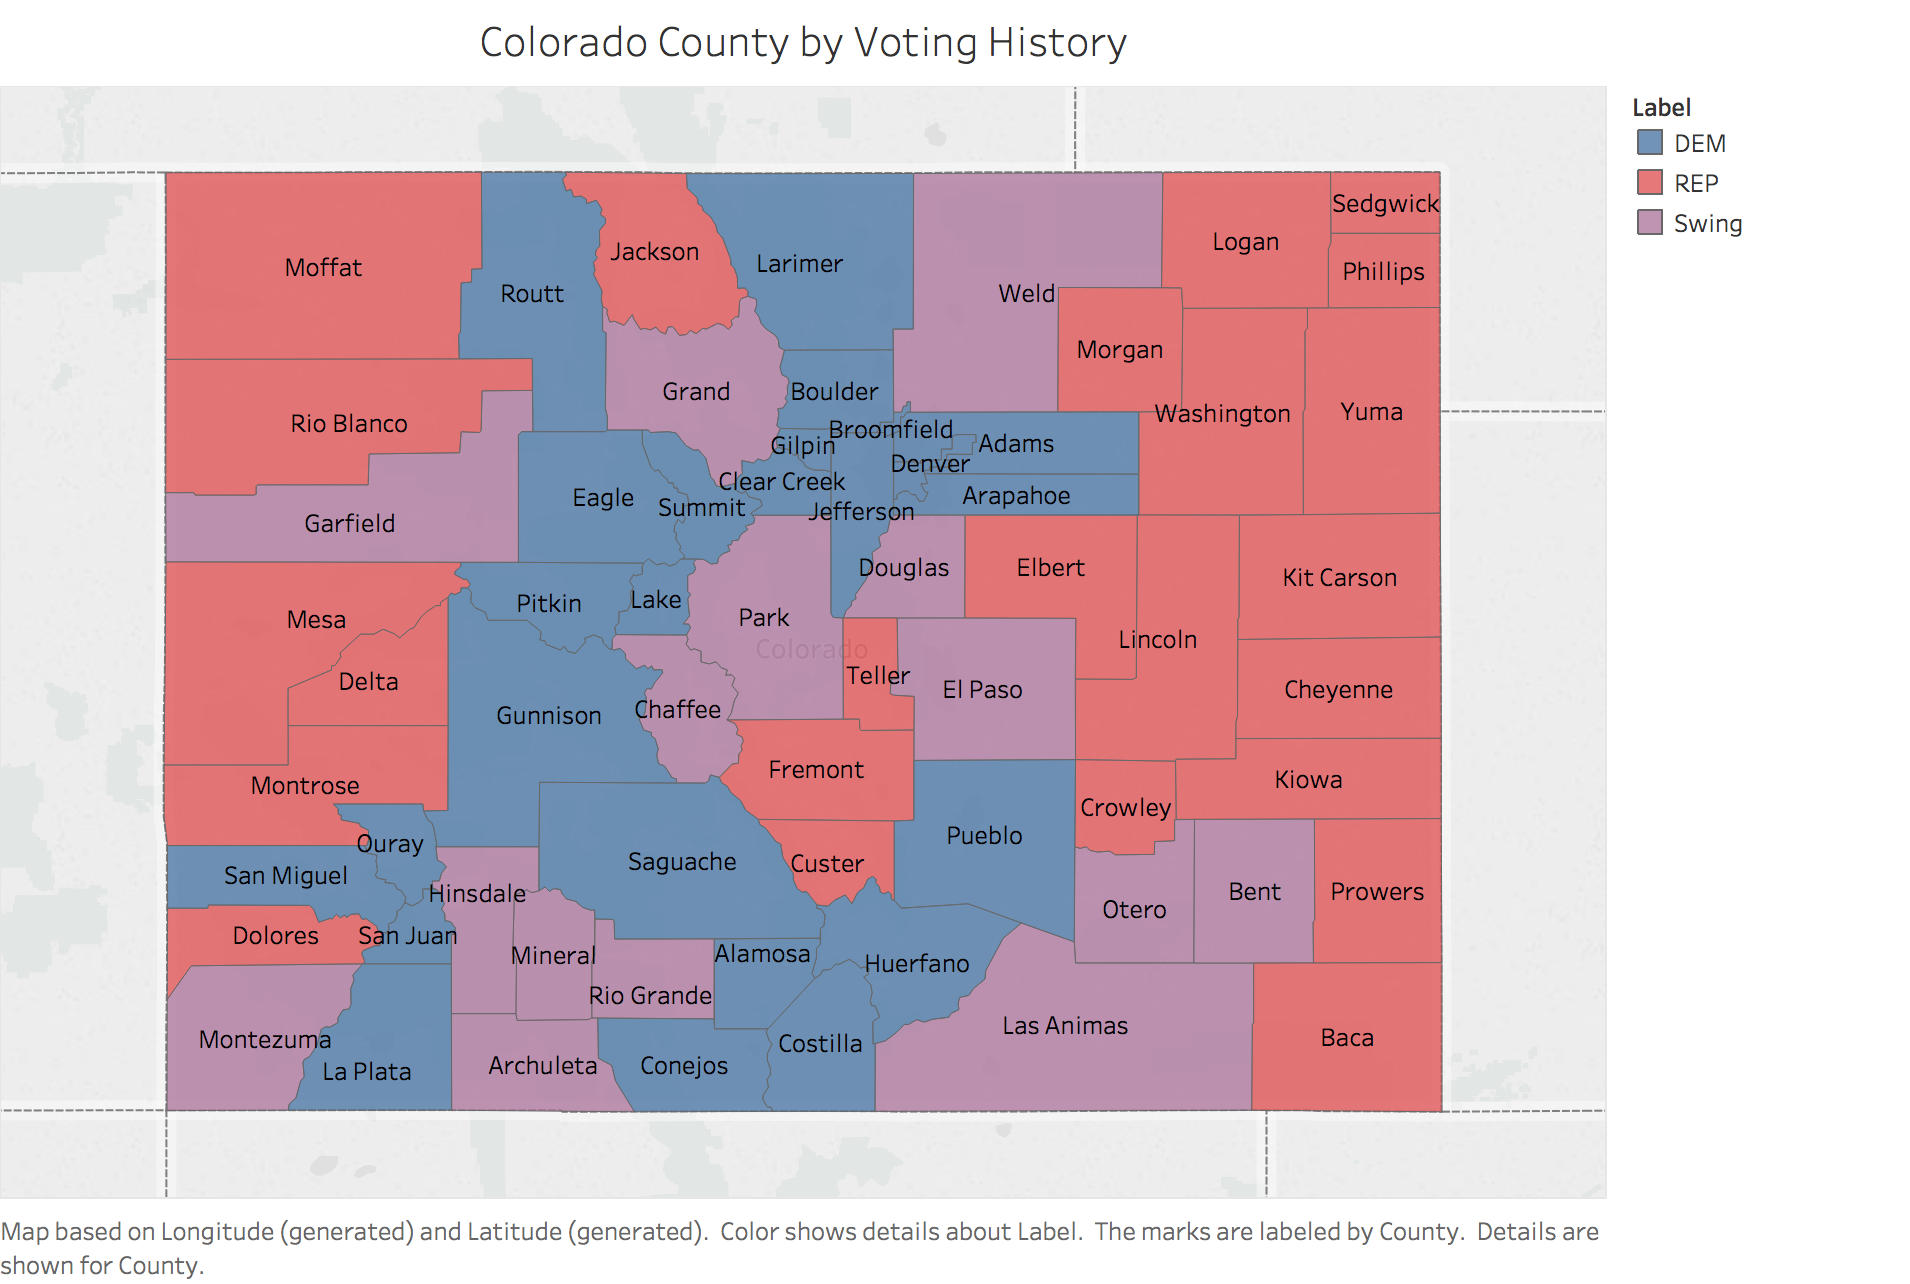 Colorado County by Voting History
Label
DEM
REP
Swing
Sedgwick
Logan
Jackson
Larimer
Moffat
Phillips
Routt
Weld
Morgan
Grand
Boulder
Yuma
Washington
Rio Blanco
Broomfield
Gilpin
Adams
Denver
Clear Creek
Arapahoe
Eagle
Summit
Jefferson
Garfield
Douglas
Elbert
Kit Carson
Pitkin
Lake
Mesa
Park
Lincoln
Colorado
Teller
Delta
El Paso
Cheyenne
Gunnison
Chaffee
Fremont
Kiowa
Montrose
Crowley
Pueblo
Ouray
Saguache
Custer
San Miguel
Hinsdale
Bent
Prowers
Otero
Dolores
San Juan
Mineral
Alamosa
Huerfano
Rio Grande
Las Animas
Baca
Montezuma
Costilla
Archuleta
Conejos
La Plata
Map based on Longitude (generated) and Latitude (generated).  Color shows details about Label.  The marks are labeled by County.  Details are
shown for County.